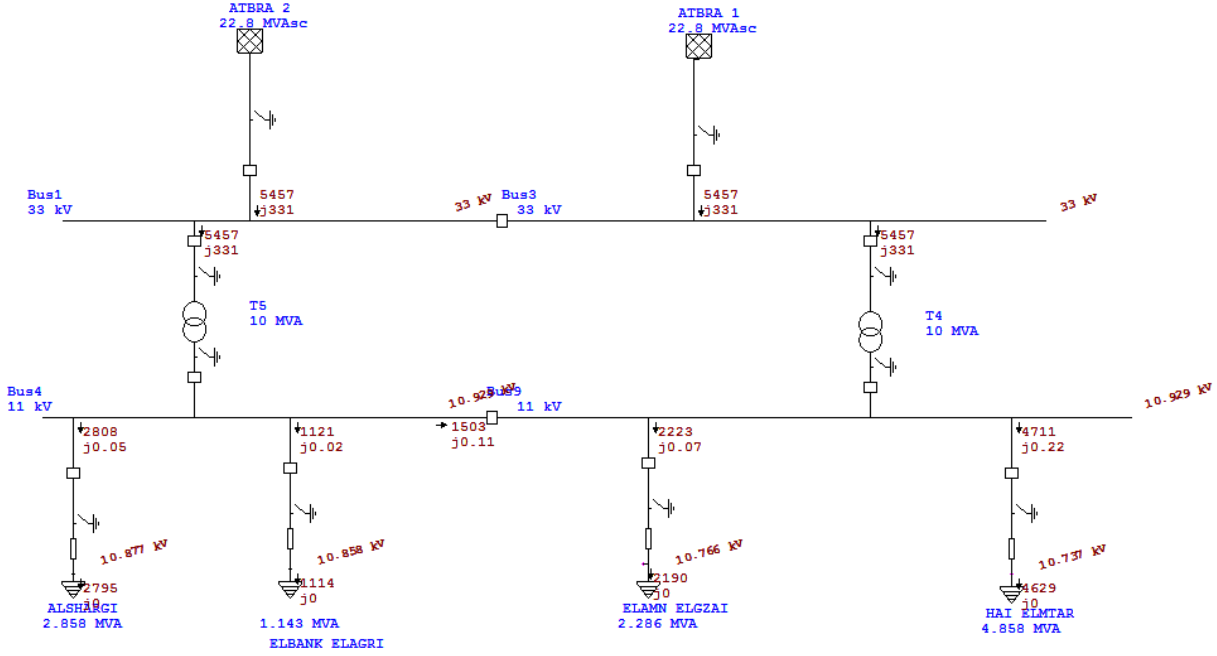 ATBRA 2
22.8 MVAsc
ATBRA 1
22.8 MVAsc
Bus1
33 kV
5457
j331
33 kV
Bus3
33 kV
5457
j331
33 kV
5457
j331
5457
j331
T5
10 MVA
T4
10 MVA
Bus4
11 kV
10.929 kV
Bus9
11 kV
10.929 kV
2808
j0.05
1121
j0.02
1503
j0.11
2223
j0.07
4711
j0.22
10.877 kV
10.858 kV
10.766 kV
10.737 kV
2795
j0
1114
j0
2190
j0
4629
j0
ALSHARGI
2.858 MVA
1.143 MVA
ELBANK ELAGRI
ELAMN ELGZAI
2.286 MVA
HAI ELMTAR
4.858 MVA